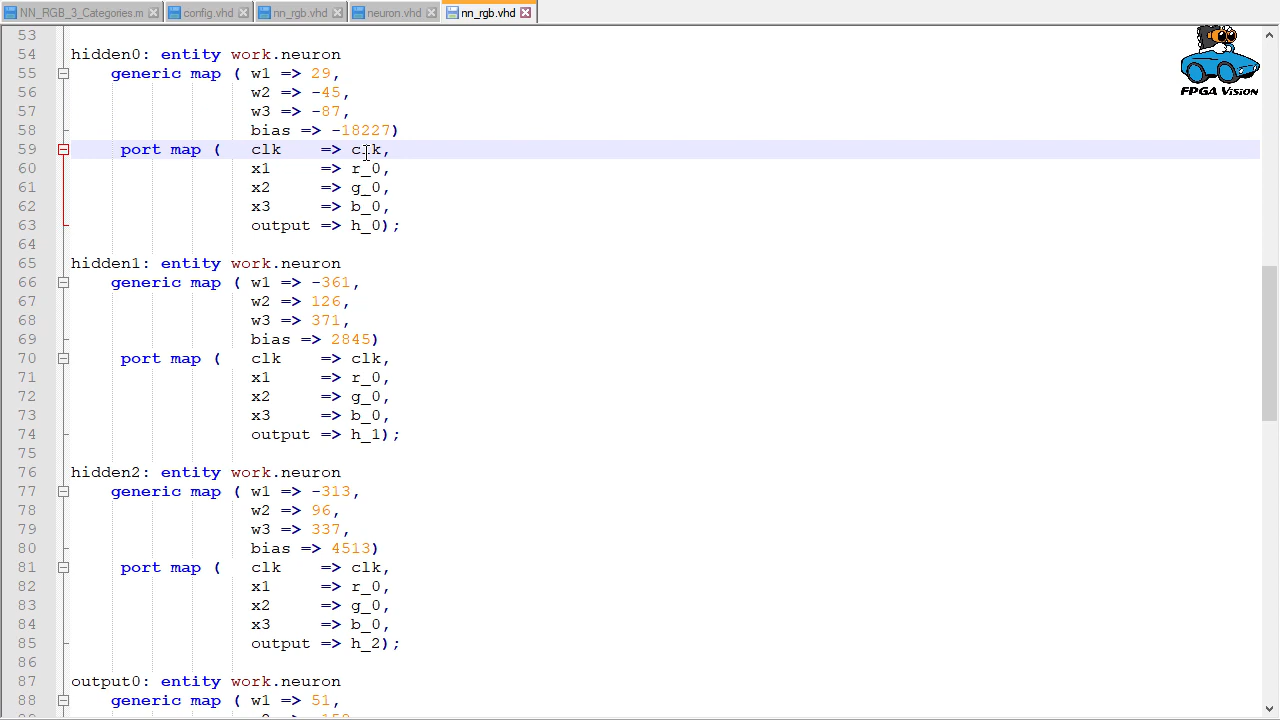 NN_RGB_3_Categories.m config.vhd nn_rgb.vhd neuron.vhd nn_rgb.vhd
FPGA Vision
53
54 hidden0: entity work.neuron
55 generic map ( w1 => 29,
56 w2 => -45,
57 w3 => -87,
58 bias => -18227)
59 port map ( clk => clk,
60 x1 => r_0,
61 x2 => g_0,
62 x3 => b_0,
63 output => h_0);
64
65 hidden1: entity work.neuron
66 generic map ( w1 => -361,
67 w2 => 126,
68 w3 => 371,
69 bias => 2845)
70 port map ( clk => clk,
71 x1 => r_0,
72 x2 => g_0,
73 x3 => b_0,
74 output => h_1);
75
76 hidden2: entity work.neuron
77 generic map ( w1 => -313,
78 w2 => 96,
79 w3 => 337,
80 bias => 4513)
81 port map ( clk => clk,
82 x1 => r_0,
83 x2 => g_0,
84 x3 => b_0,
85 output => h_2);
86
87 output0: entity work.neuron
88 generic map ( w1 => 51,